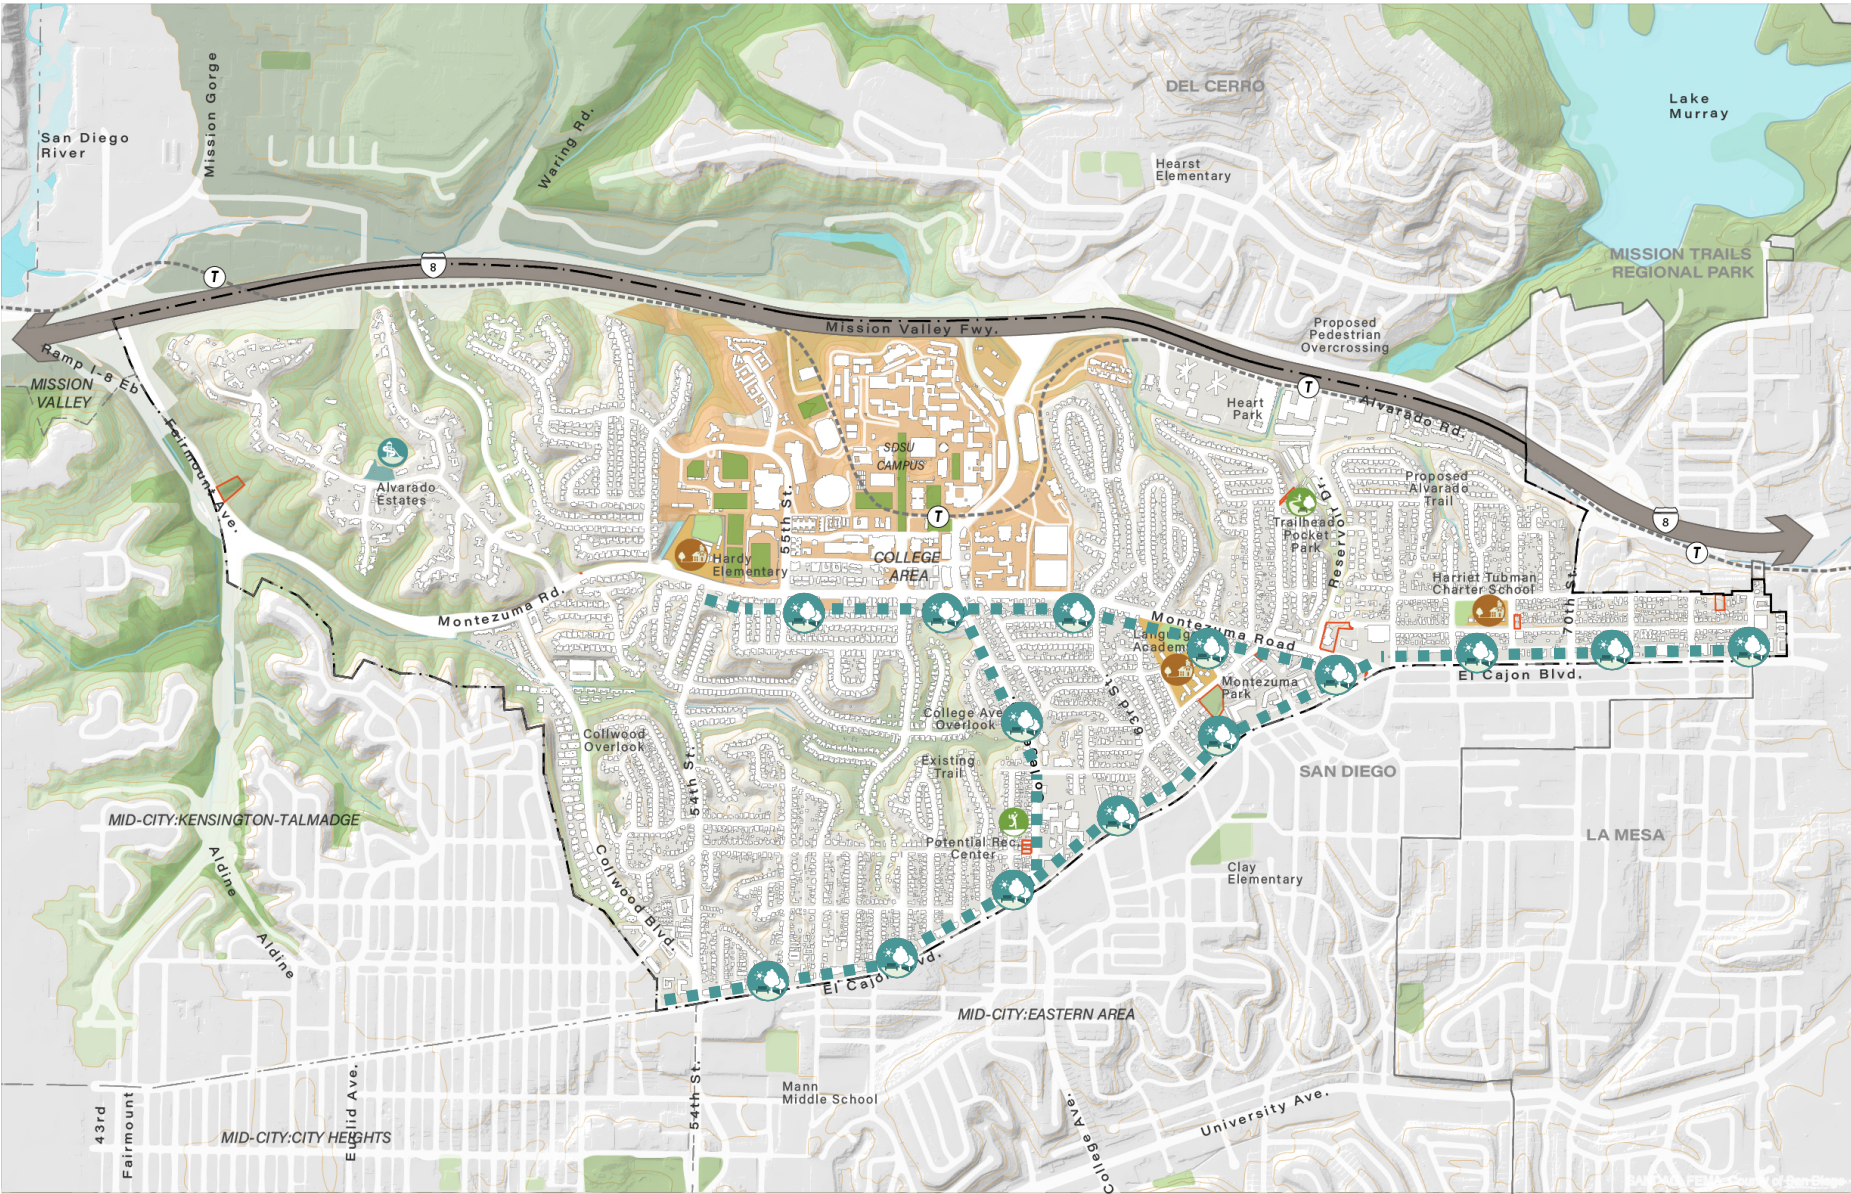 DEL CERRO
Lake
Murray
San Diego
River
Mission Gorge
Waring Rd.
Hearst
Elementary
MISSION TRAILS
REGIONAL PARK
8
T
Mission Valley Fwy.
Proposed
Pedestrian
Overcrossing
Ramp I-8 Eb
MISSION
VALLEY
T
Alvarado Rd.
Heart
Park
Fairmount Ave.
SDSU
CAMPUS
Alvarado
Estates
Proposed
Alvarado
Trail
Reservoir Dr.
55th St.
T
8
T
Trailhead
Pocket
Park
Hardy
Elementary
COLLEGE
AREA
Harriet Tubman
Charter School
70th St.
Montezuma Rd.
Montezuma Road
Language
Academy
Montezuma
Park
El Cajon Blvd.
63rd St.
College Ave
Overlook
Collwood
Overlook
54th St.
Existing
Trail
College
SAN DIEGO
MID-CITY:KENSINGTON-TALMADGE
LA MESA
Potential Rec.
Center
Aldine
Collwood Blvd.
Clay
Elementary
Aldine
El Cajon Blvd.
MID-CITY:EASTERN AREA
Mann
Middle School
54th St.
Euclid Ave.
43rd
Fairmount
MID-CITY:CITY HEIGHTS
College Ave.
University Ave.